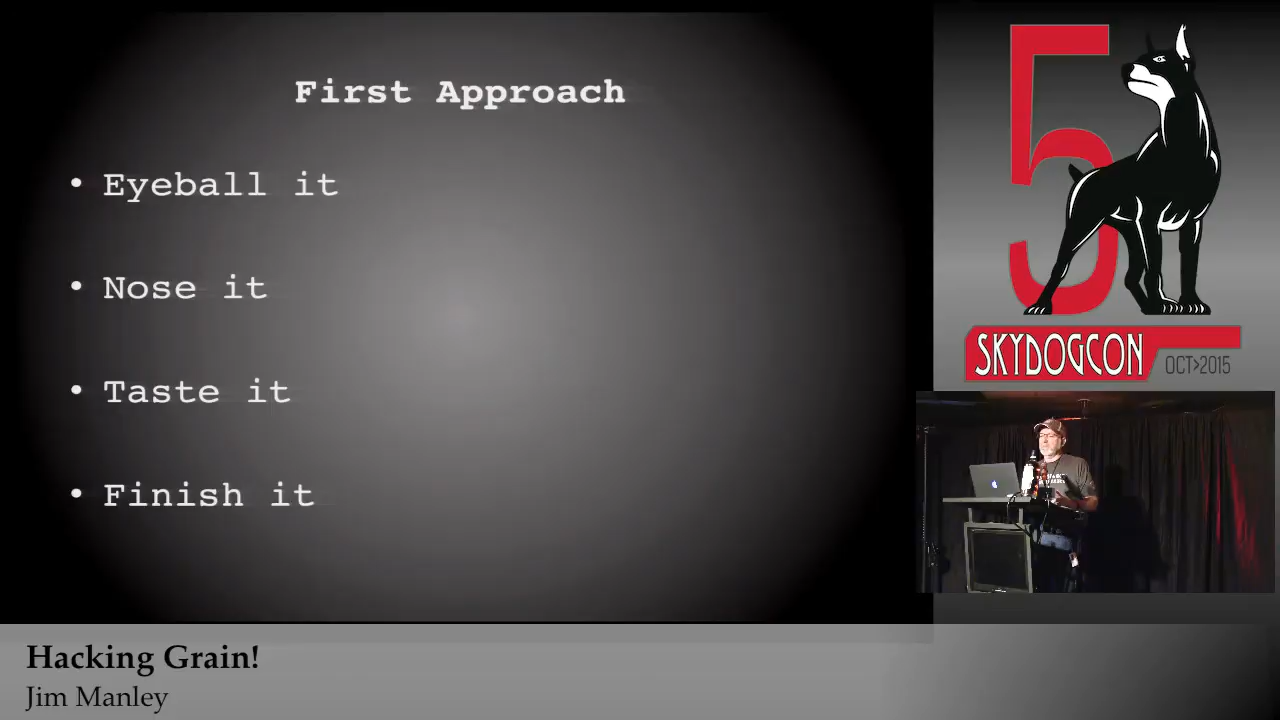 First Approach
• Eyeball it
• Nose it
• Taste it
• Finish it
5
SKYDOGCON
OCT>2015
Hacking Grain!
Jim Manley